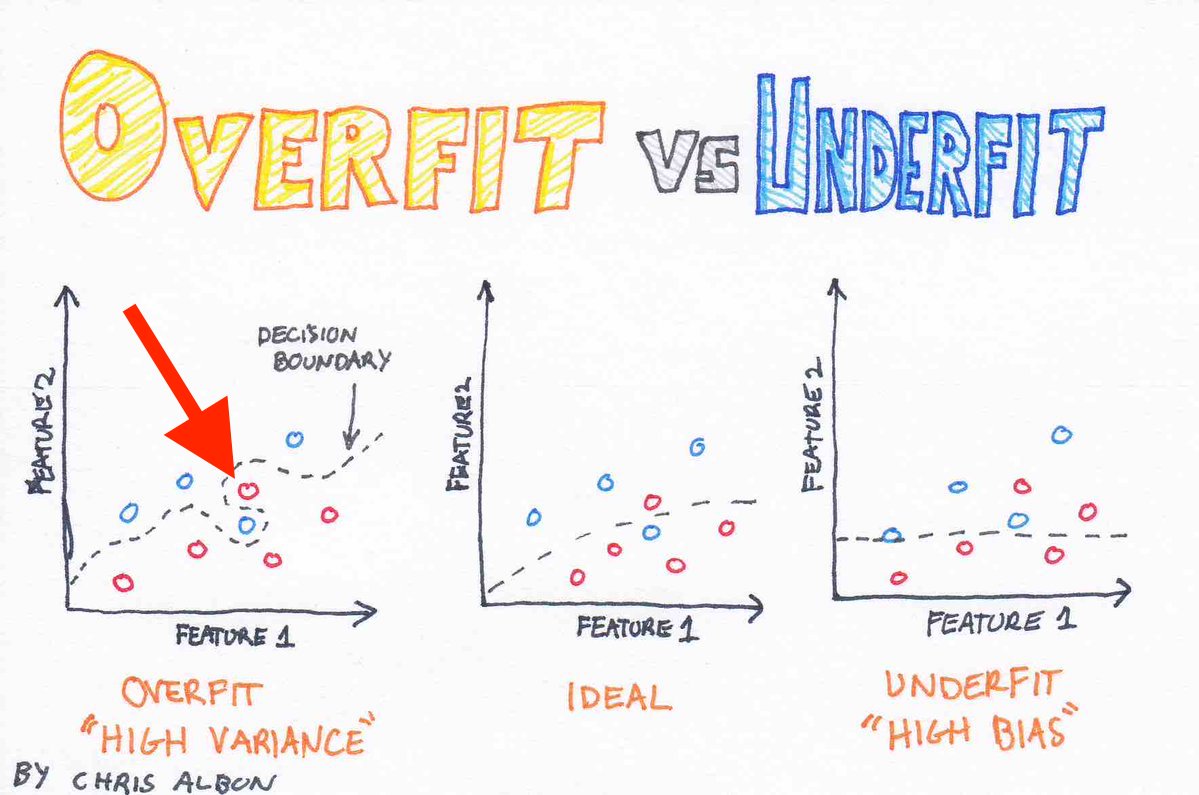 OVERFIT VS UNDERFIT
DECISION
BOUNDARY
FEATURE 2
FEATURE 1
OVERFIT
"HIGH VARIANCE"
FEATURE 2
FEATURE 1
IDEAL
FEATURE 2
FEATURE 1
UNDERFIT
"HIGH BIAS"
BY CHRIS ALBON